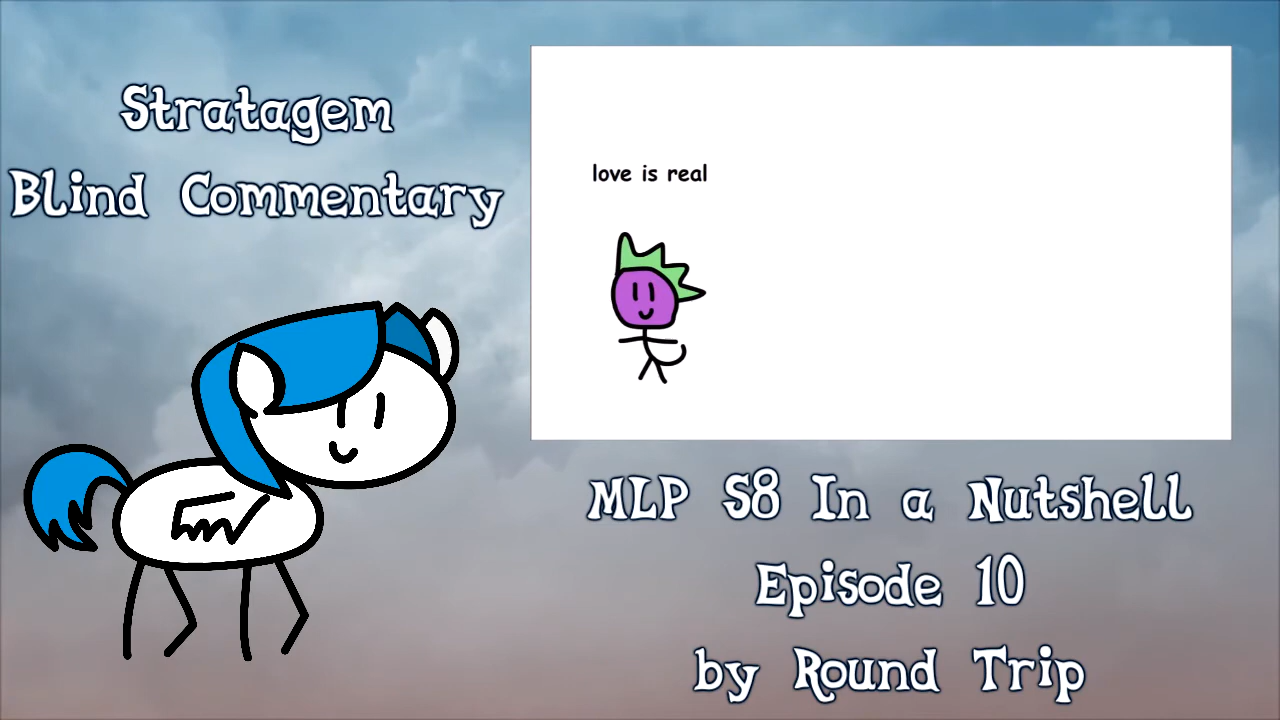 Stratagem
Blind Commentary
love is real
MLP S8 In a Nutshell
Episode 10
by Round Trip